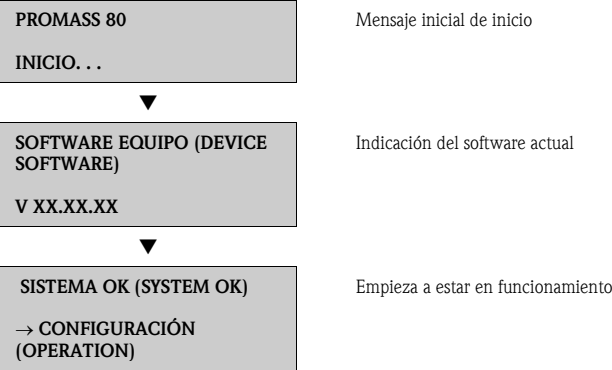 PROMASS 80
Mensaje inicial de inicio
INICIO. . .
▼
SOFTWARE EQUIPO (DEVICE
SOFTWARE)
Indicación del software actual
V XX.XX.XX
▼
SISTEMA OK (SYSTEM OK)
Empieza a estar en funcionamiento
→ CONFIGURACIÓN
(OPERATION)